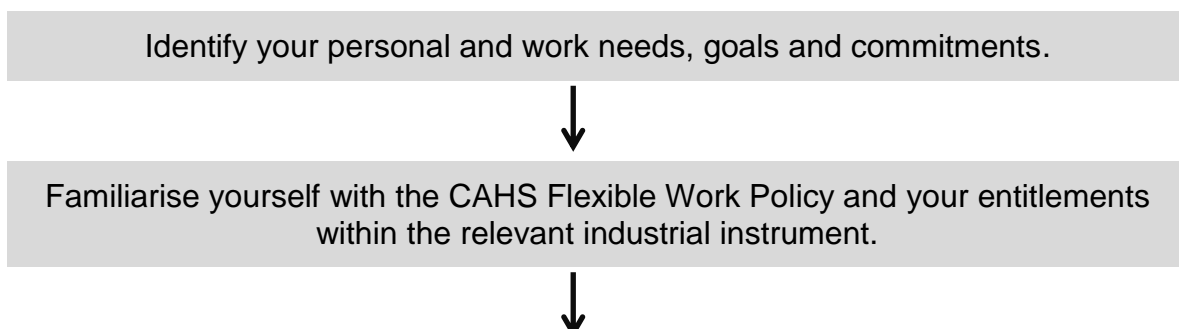 Identify your personal and work needs, goals and commitments.
Familiarise yourself with the CAHS Flexible Work Policy and your entitlements
within the relevant industrial instrument.